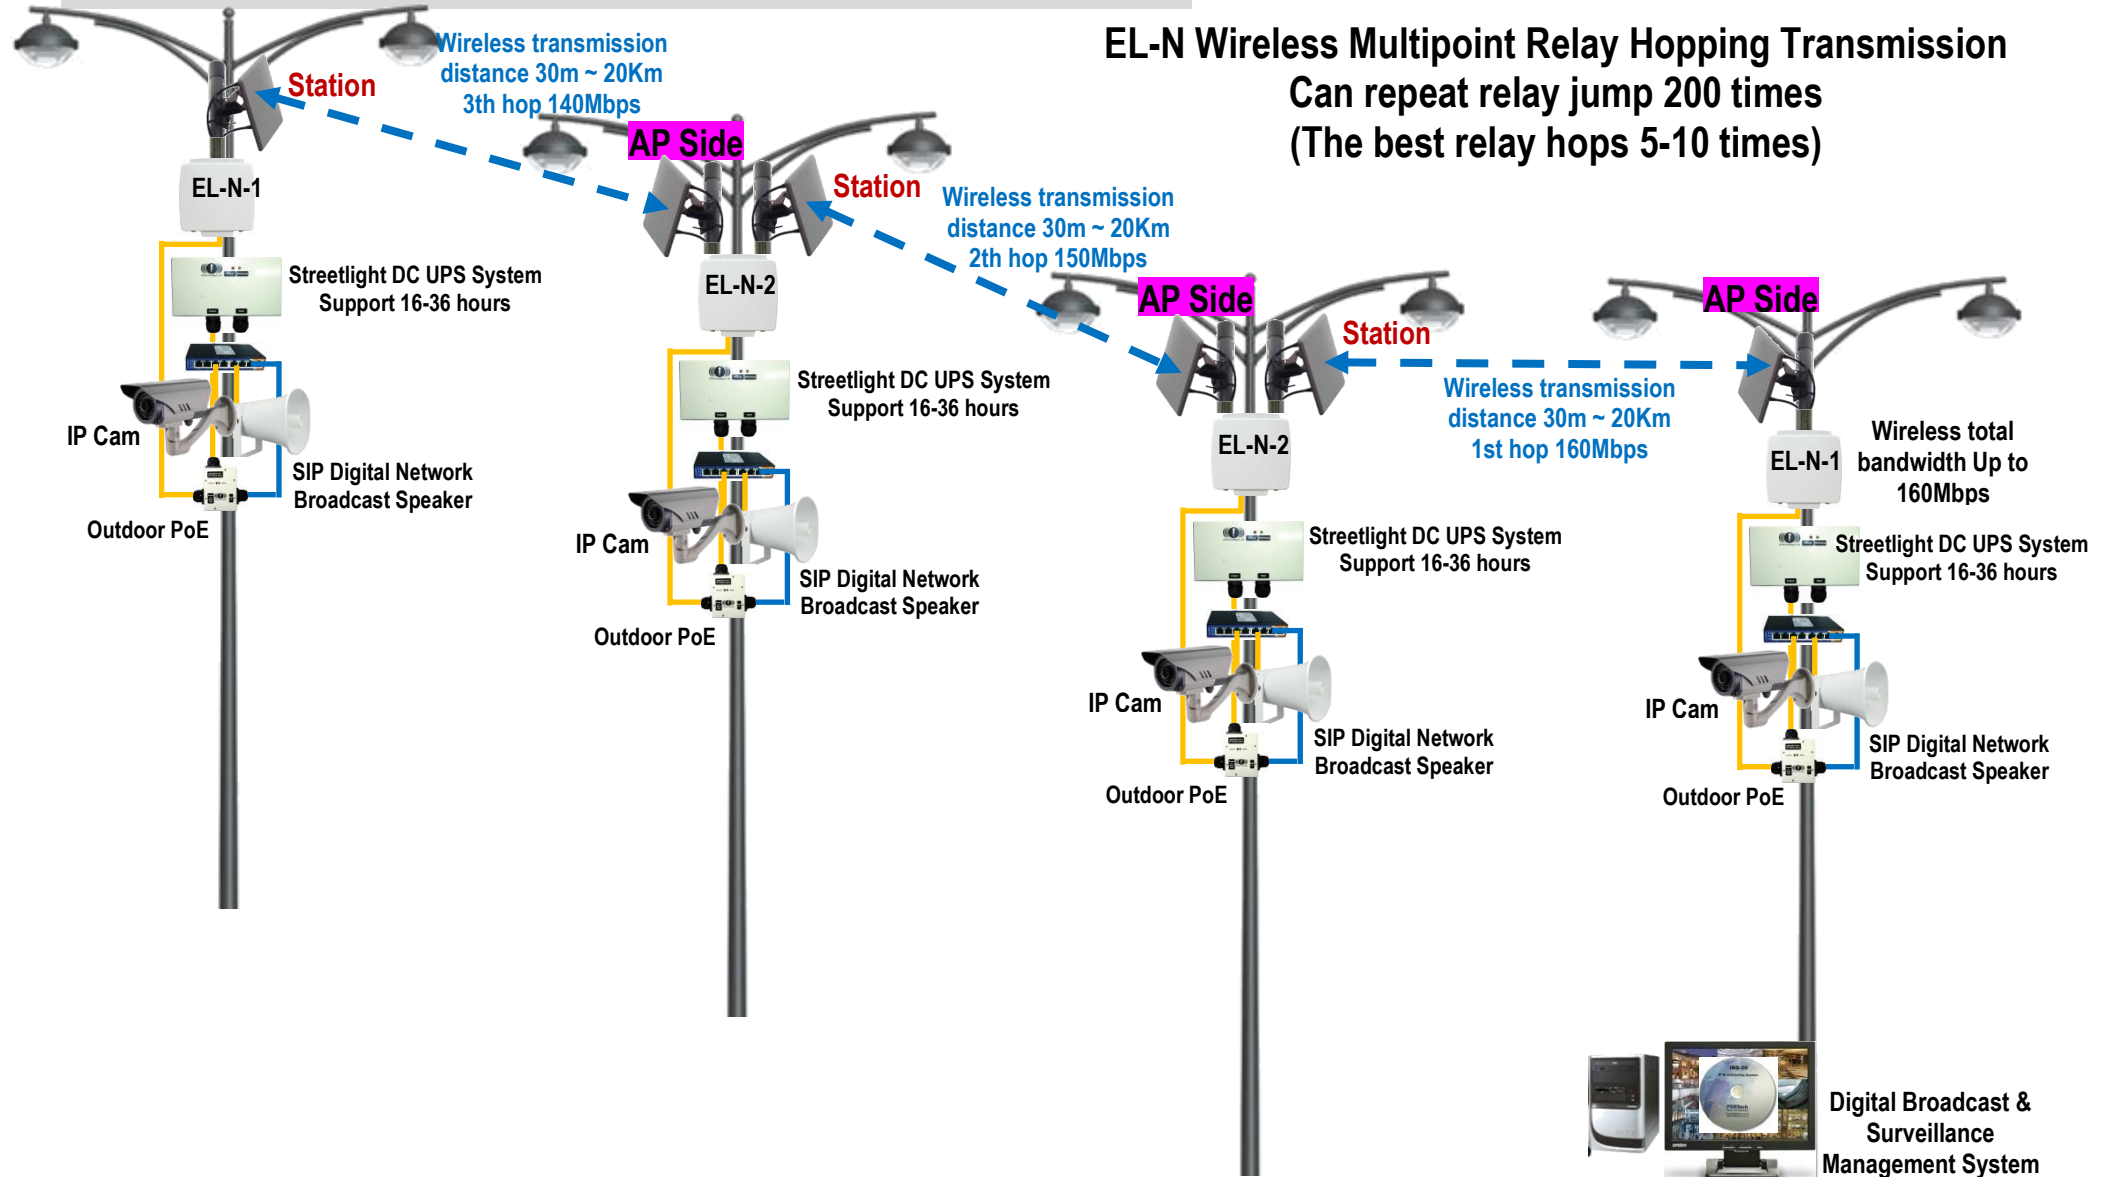 EL-N Wireless Multipoint Relay Hopping Transmission
Can repeat relay jump 200 times
(The best relay hops 5-10 times)
Wireless transmission
distance 30m ~ 20Km
3th hop 140Mbps
Station
AP Side
EL-N-1
Streetlight DC UPS System
Support 16-36 hours
IP Cam
SIP Digital Network
Broadcast Speaker
Outdoor PoE
Station
Wireless transmission
distance 30m ~ 20Km
2th hop 150Mbps
EL-N-2
Streetlight DC UPS System
Support 16-36 hours
IP Cam
SIP Digital Network
Broadcast Speaker
Outdoor PoE
AP Side
Station
Wireless transmission
distance 30m ~ 20Km
1st hop 160Mbps
EL-N-2
Streetlight DC UPS System
Support 16-36 hours
IP Cam
SIP Digital Network
Broadcast Speaker
Outdoor PoE
AP Side
EL-N-1
Wireless total
bandwidth Up to
160Mbps
Streetlight DC UPS System
Support 16-36 hours
IP Cam
SIP Digital Network
Broadcast Speaker
Outdoor PoE
Digital Broadcast &
Surveillance
Management System